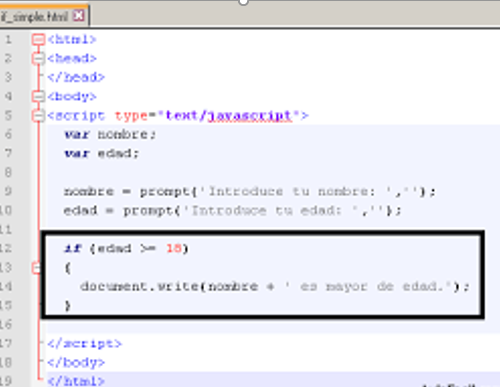 if_simple.html
1 <html>
2 <head>
3 </head>
4 <body>
5 <script type="text/javascript">
6 var nombre;
7 var edad;
8
9 nombre = prompt('Introduce tu nombre: ','');
10 edad = prompt('Introduce tu edad: ','');
11
12 if (edad >= 18)
13 {
14 document.write(nombre + ' es mayor de edad.');
15 }
16
17 </script>
18 </body>
19 </html>